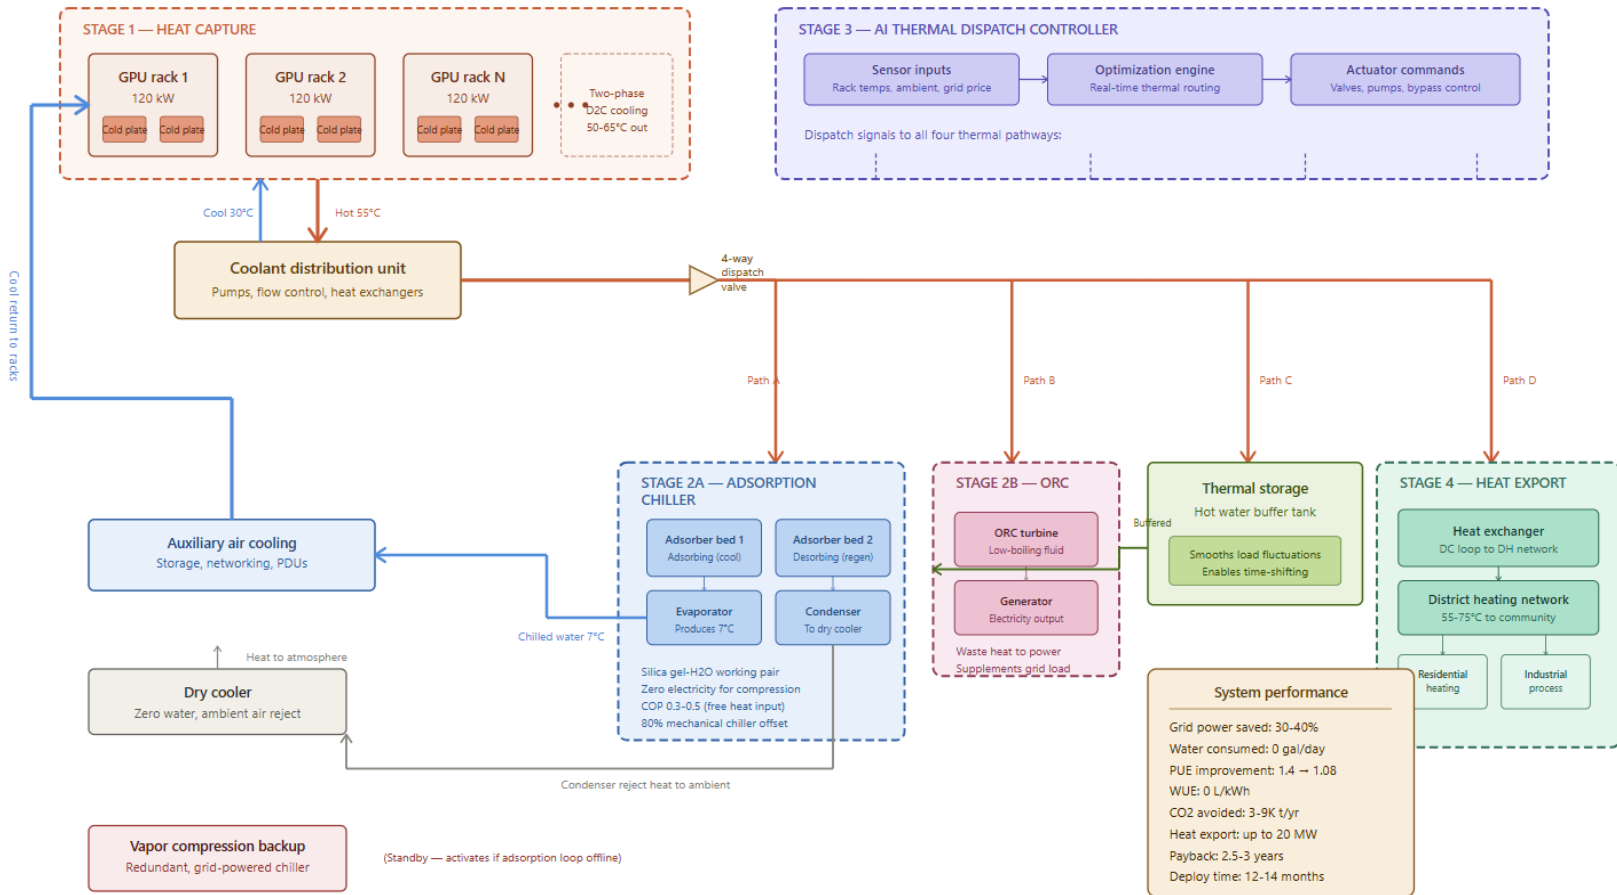 STAGE 1 — HEAT CAPTURE
GPU rack 1
120 kW
Cold plate
Cold plate
GPU rack 2
120 kW
Cold plate
Cold plate
GPU rack N
120 kW
Cold plate
Cold plate
Two-phase
D2C cooling
50-65°C out
STAGE 3 — AI THERMAL DISPATCH CONTROLLER
Sensor inputs
Rack temps, ambient, grid price
Optimization engine
Real-time thermal routing
Actuator commands
Valves, pumps, bypass control
Dispatch signals to all four thermal pathways:
Cool 30°C
Hot 55°C
Coolant distribution unit
Pumps, flow control, heat exchangers
4-way
dispatch
valve
Cool return to racks
Path A
Path B
Path C
Path D
STAGE 2A — ADSORPTION
CHILLER
Adsorber bed 1
Adsorbing (cool)
Adsorber bed 2
Desorbing (regen)
Evaporator
Produces 7°C
Condenser
To dry cooler
Silica gel-H2O working pair
Zero electricity for compression
COP 0.3-0.5 (free heat input)
80% mechanical chiller offset
STAGE 2B — ORC
ORC turbine
Low-boiling fluid
Generator
Electricity output
Waste heat to power
Supplements grid load
Buffered
Thermal storage
Hot water buffer tank
Smooths load fluctuations
Enables time-shifting
STAGE 4 — HEAT EXPORT
Heat exchanger
DC loop to DH network
District heating network
55-75°C to community
Residential
heating
Industrial
process
Auxiliary air cooling
Storage, networking, PDUs
Chilled water 7°C
Heat to atmosphere
Dry cooler
Zero water, ambient air reject
Condenser reject heat to ambient
Vapor compression backup
Redundant, grid-powered chiller
(Standby — activates if adsorption loop offline)
System performance
Grid power saved: 30-40%
Water consumed: 0 gal/day
PUE improvement: 1.4 → 1.08
WUE: 0 L/kWh
CO2 avoided: 3-9K t/yr
Heat export: up to 20 MW
Payback: 2.5-3 years
Deploy time: 12-14 months